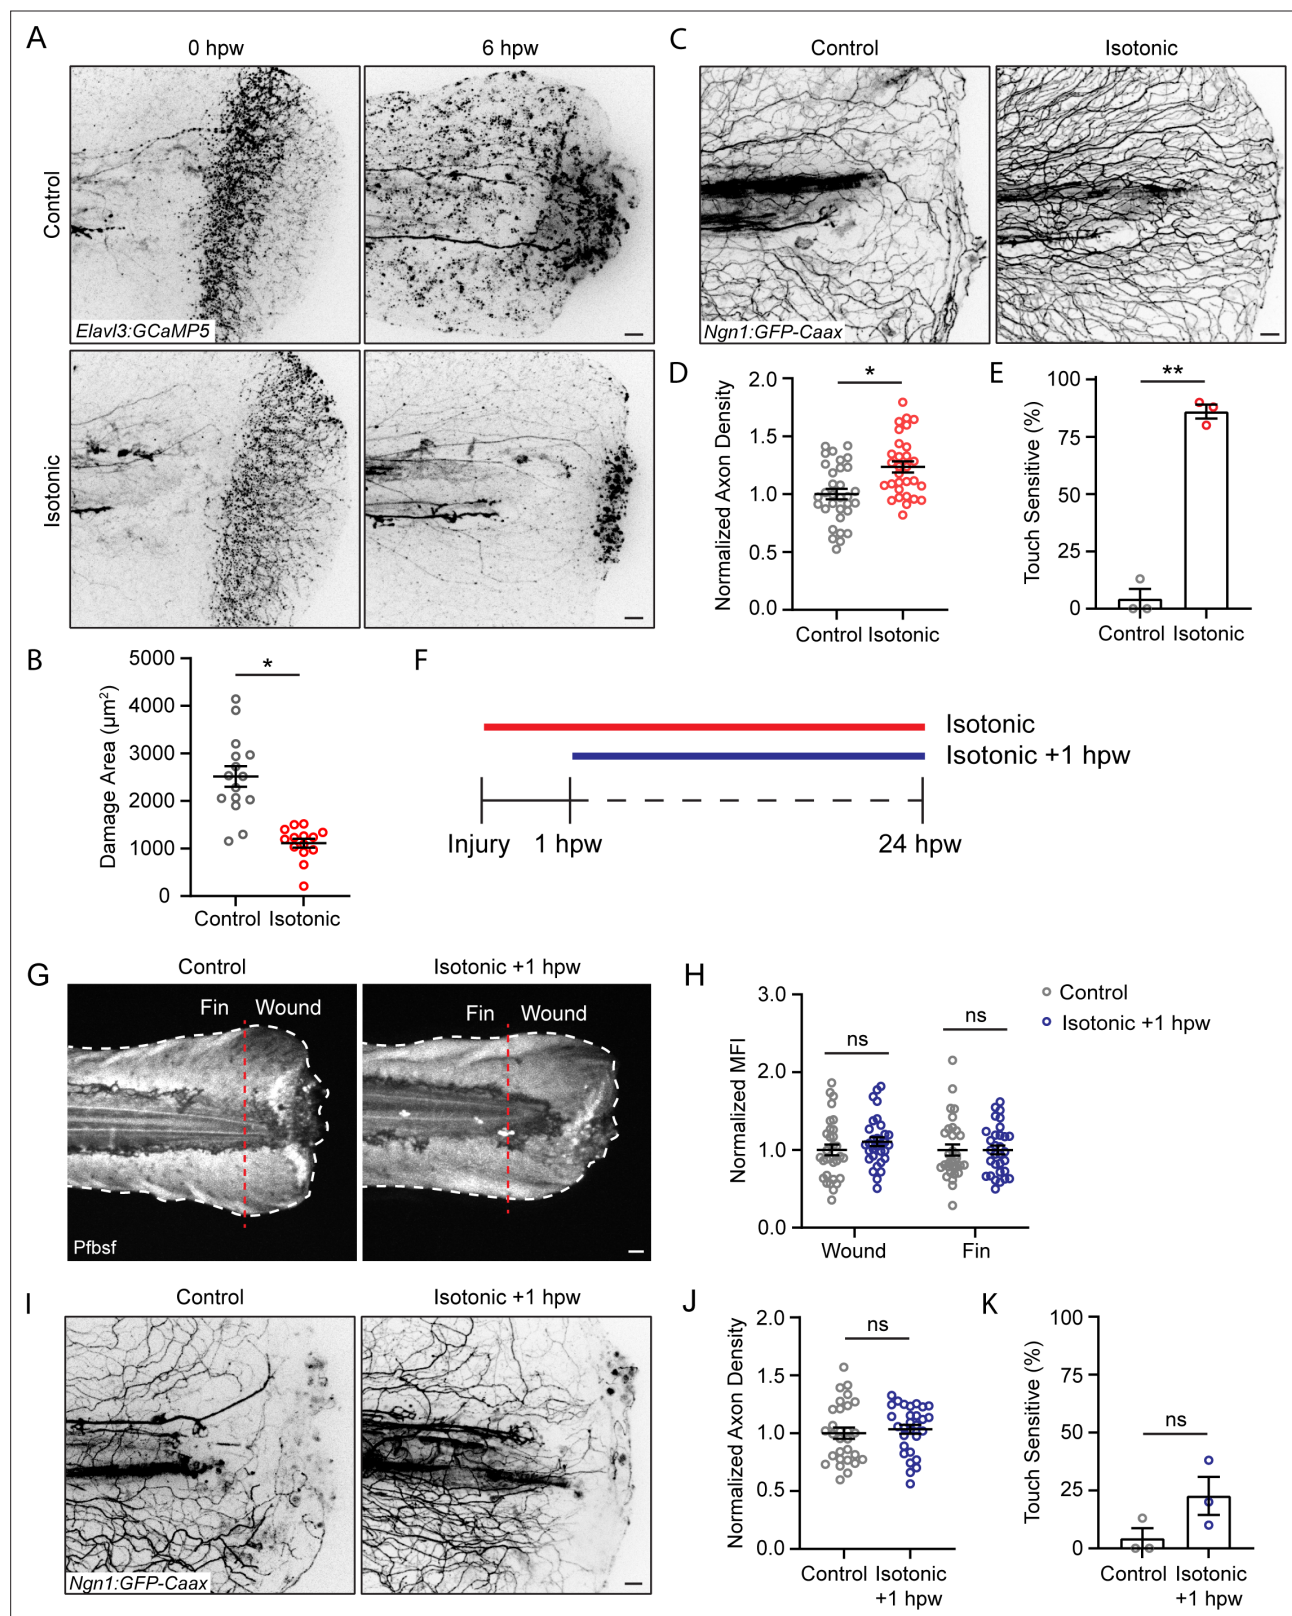 A
0 hpw
6 hpw
Control
Elavl3:GCaMP5
Isotonic
B
Damage Area (µm²)
5000
4000
3000
2000
1000
0
*
Control Isotonic
C
Control
Isotonic
Ngn1:GFP-Caax
D
Normalized Axon Density
2.0
1.5
1.0
0.5
0.0
*
Control Isotonic
E
Touch Sensitive (%)
100
75
50
25
0
**
Control Isotonic
F
Isotonic
Isotonic +1 hpw
Injury 1 hpw 24 hpw
G
Control
Isotonic +1 hpw
Fin Wound
Fin Wound
Pfbsf
H
Normalized MFI
3.0
2.0
1.0
0.0
ns
ns
Wound Fin
Control
Isotonic +1 hpw
I
Control
Isotonic +1 hpw
Ngn1:GFP-Caax
J
Normalized Axon Density
2.0
1.5
1.0
0.5
0.0
ns
Control Isotonic
+1 hpw
K
Touch Sensitive (%)
100
75
50
25
0
ns
Control Isotonic
+1 hpw